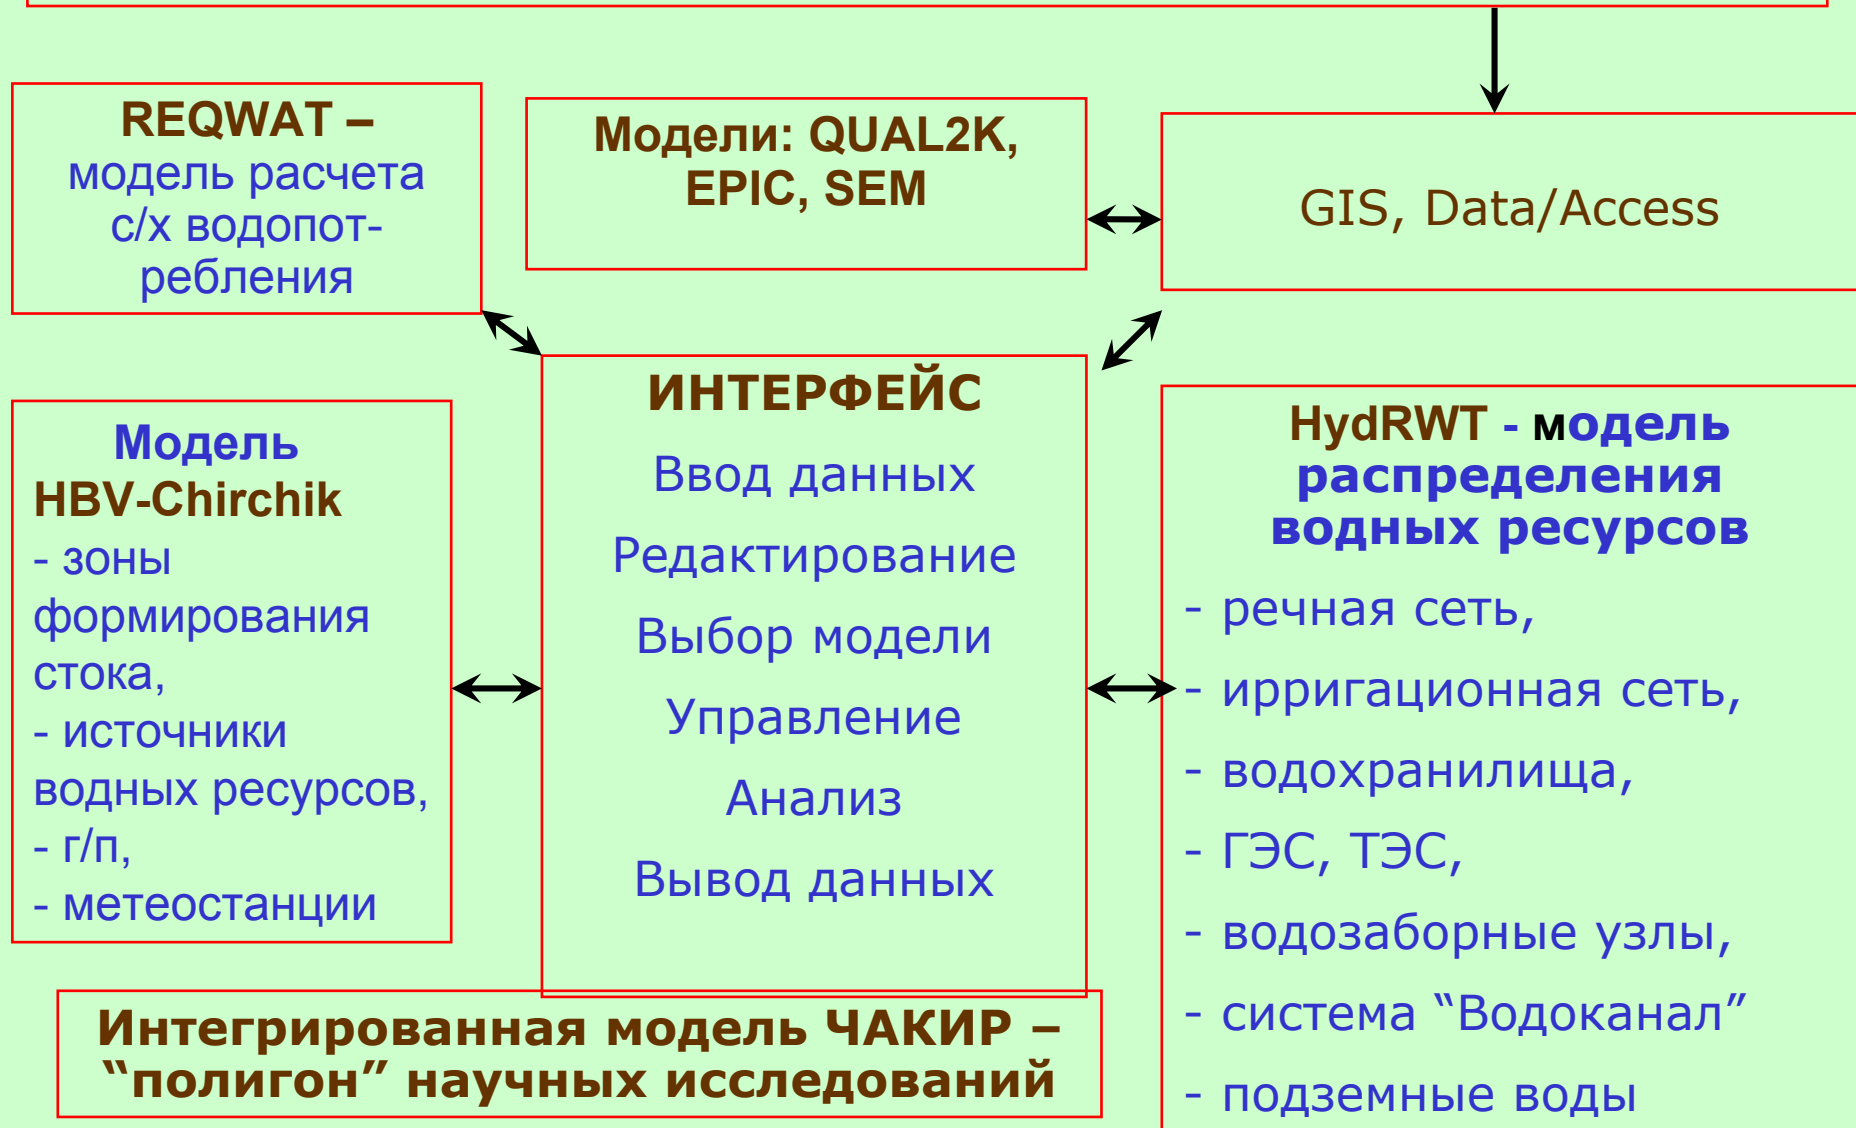 REQWAT –
модель расчета
с/х водопот-
ребления
Модели: QUAL2K,
EPIC, SEM
GIS, Data/Access
Модель
HBV-Chirchik
- зоны
формирования
стока,
- источники
водных ресурсов,
- г/п,
- метеостанции
ИНТЕРФЕЙС
Ввод данных
Редактирование
Выбор модели
Управление
Анализ
Вывод данных
HydRWT - модель
распределения
водных ресурсов
- речная сеть,
- ирригационная сеть,
- водохранилища,
- ГЭС, ТЭС,
- водозаборные узлы,
- система “Водоканал”
- подземные воды
Интегрированная модель ЧАКИР –
“полигон” научных исследований